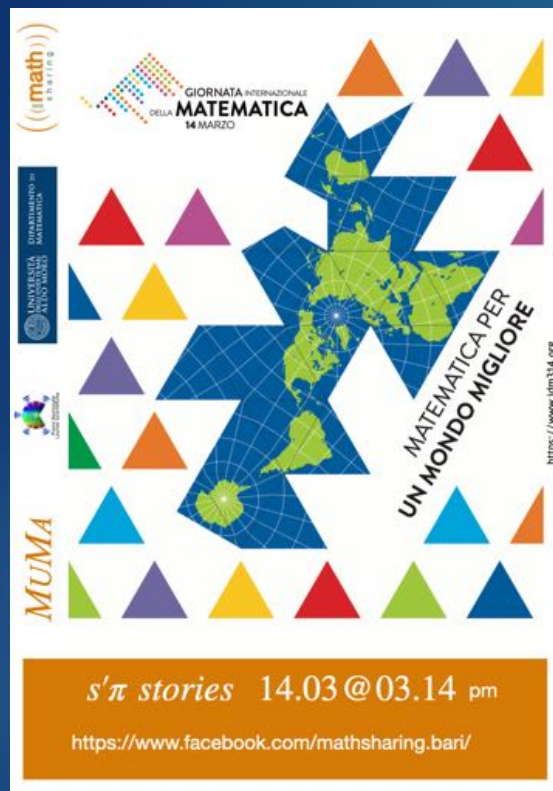 ((((math))))
sharing
GIORNATA INTERNAZIONALE
DELLA MATEMATICA
14 MARZO
UNIVERSITÀ
DEGLI STUDI DI BARI
ALDO MORO
DIPARTIMENTO DI
MATEMATICA
MATEMATICA PER
UN MONDO MIGLIORE
https://www.idm314.org
MUMA
s'π stories 14.03@03.14 pm
https://www.facebook.com/mathsharing.bari/